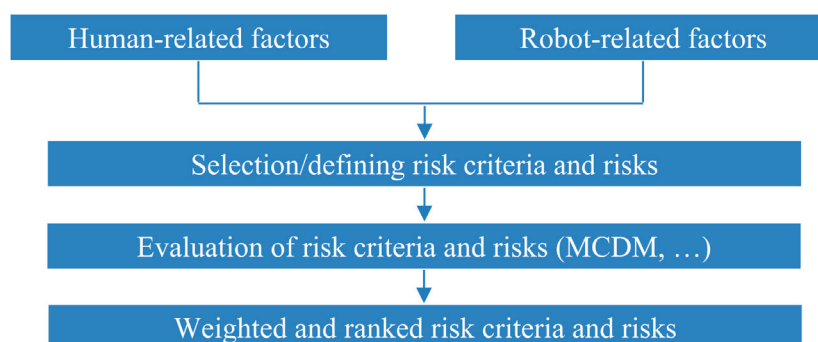 Human-related factors
Robot-related factors
Selection/defining risk criteria and risks
Evaluation of risk criteria and risks (MCDM, …)
Weighted and ranked risk criteria and risks